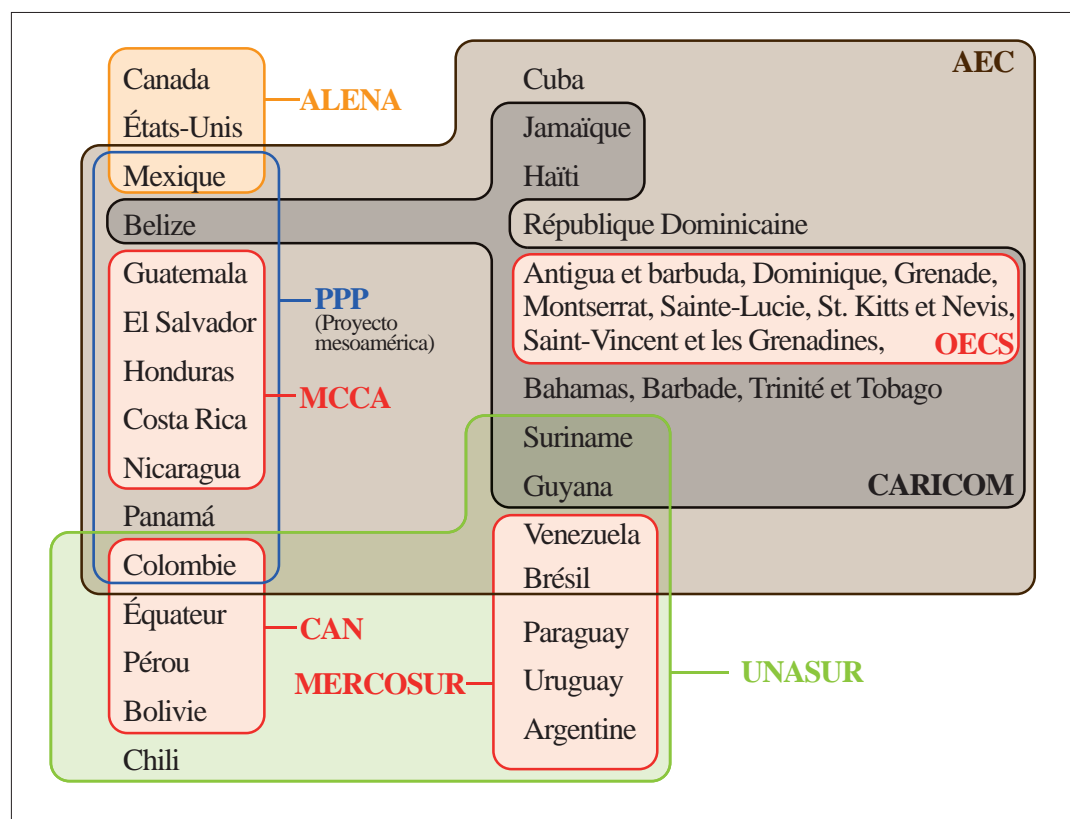 Canada
États-Unis
Mexique
Belize
Guatemala
El Salvador
Honduras
Costa Rica
Nicaragua
Panamá
Colombie
Équateur
Pérou
Bolivie
Chili
ALENA
PPP
(Proyecto
mesoamérica)
MCCA
CAN
MERCOSUR
AEC
Cuba
Jamaïque
Haïti
République Dominicaine
Antigua et barbuda, Dominique, Grenade,
Montserrat, Sainte-Lucie, St. Kitts et Nevis,
Saint-Vincent et les Grenadines,
OECS
Bahamas, Barbade, Trinité et Tobago
Suriname
Guyana
CARICOM
Venezuela
Brésil
Paraguay
Uruguay
Argentine
UNASUR